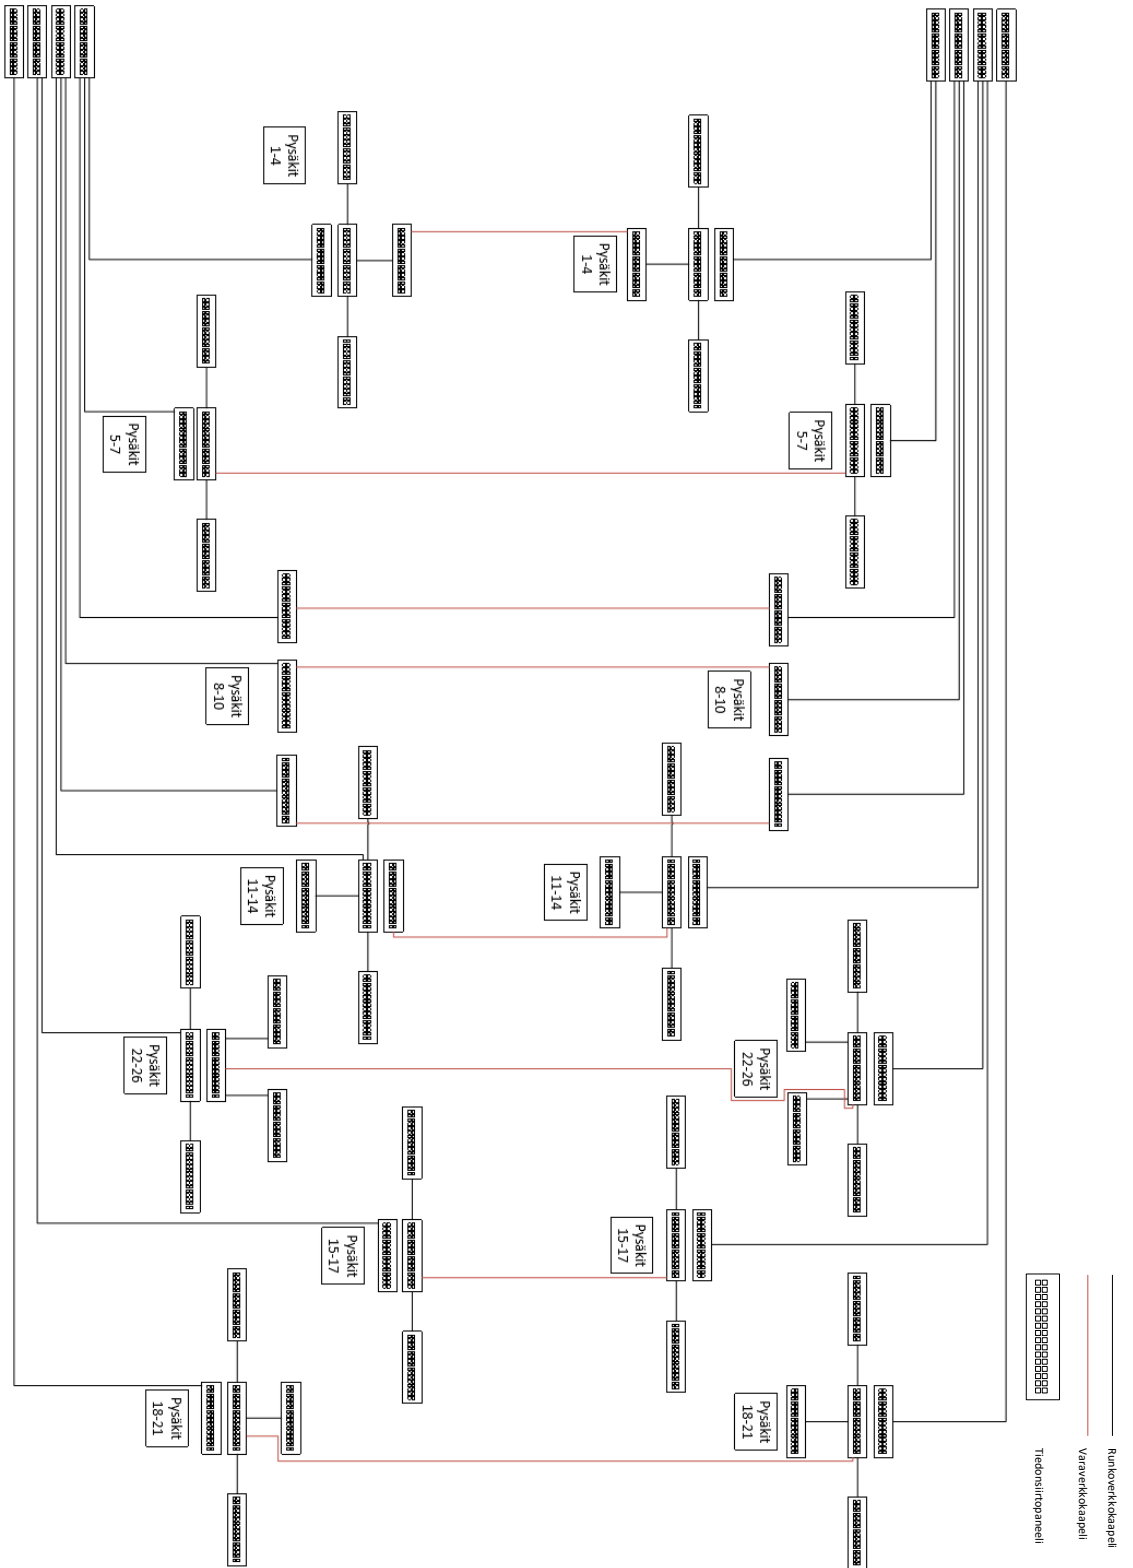 Runkoverkkokaapeli
Varaverkkokaapeli
Tiedonsiirtopaneeli
Pysäkit
1-4
Pysäkit
1-4
Pysäkit
5-7
Pysäkit
5-7
Pysäkit
8-10
Pysäkit
8-10
Pysäkit
11-14
Pysäkit
11-14
Pysäkit
22-26
Pysäkit
22-26
Pysäkit
15-17
Pysäkit
15-17
Pysäkit
18-21
Pysäkit
18-21